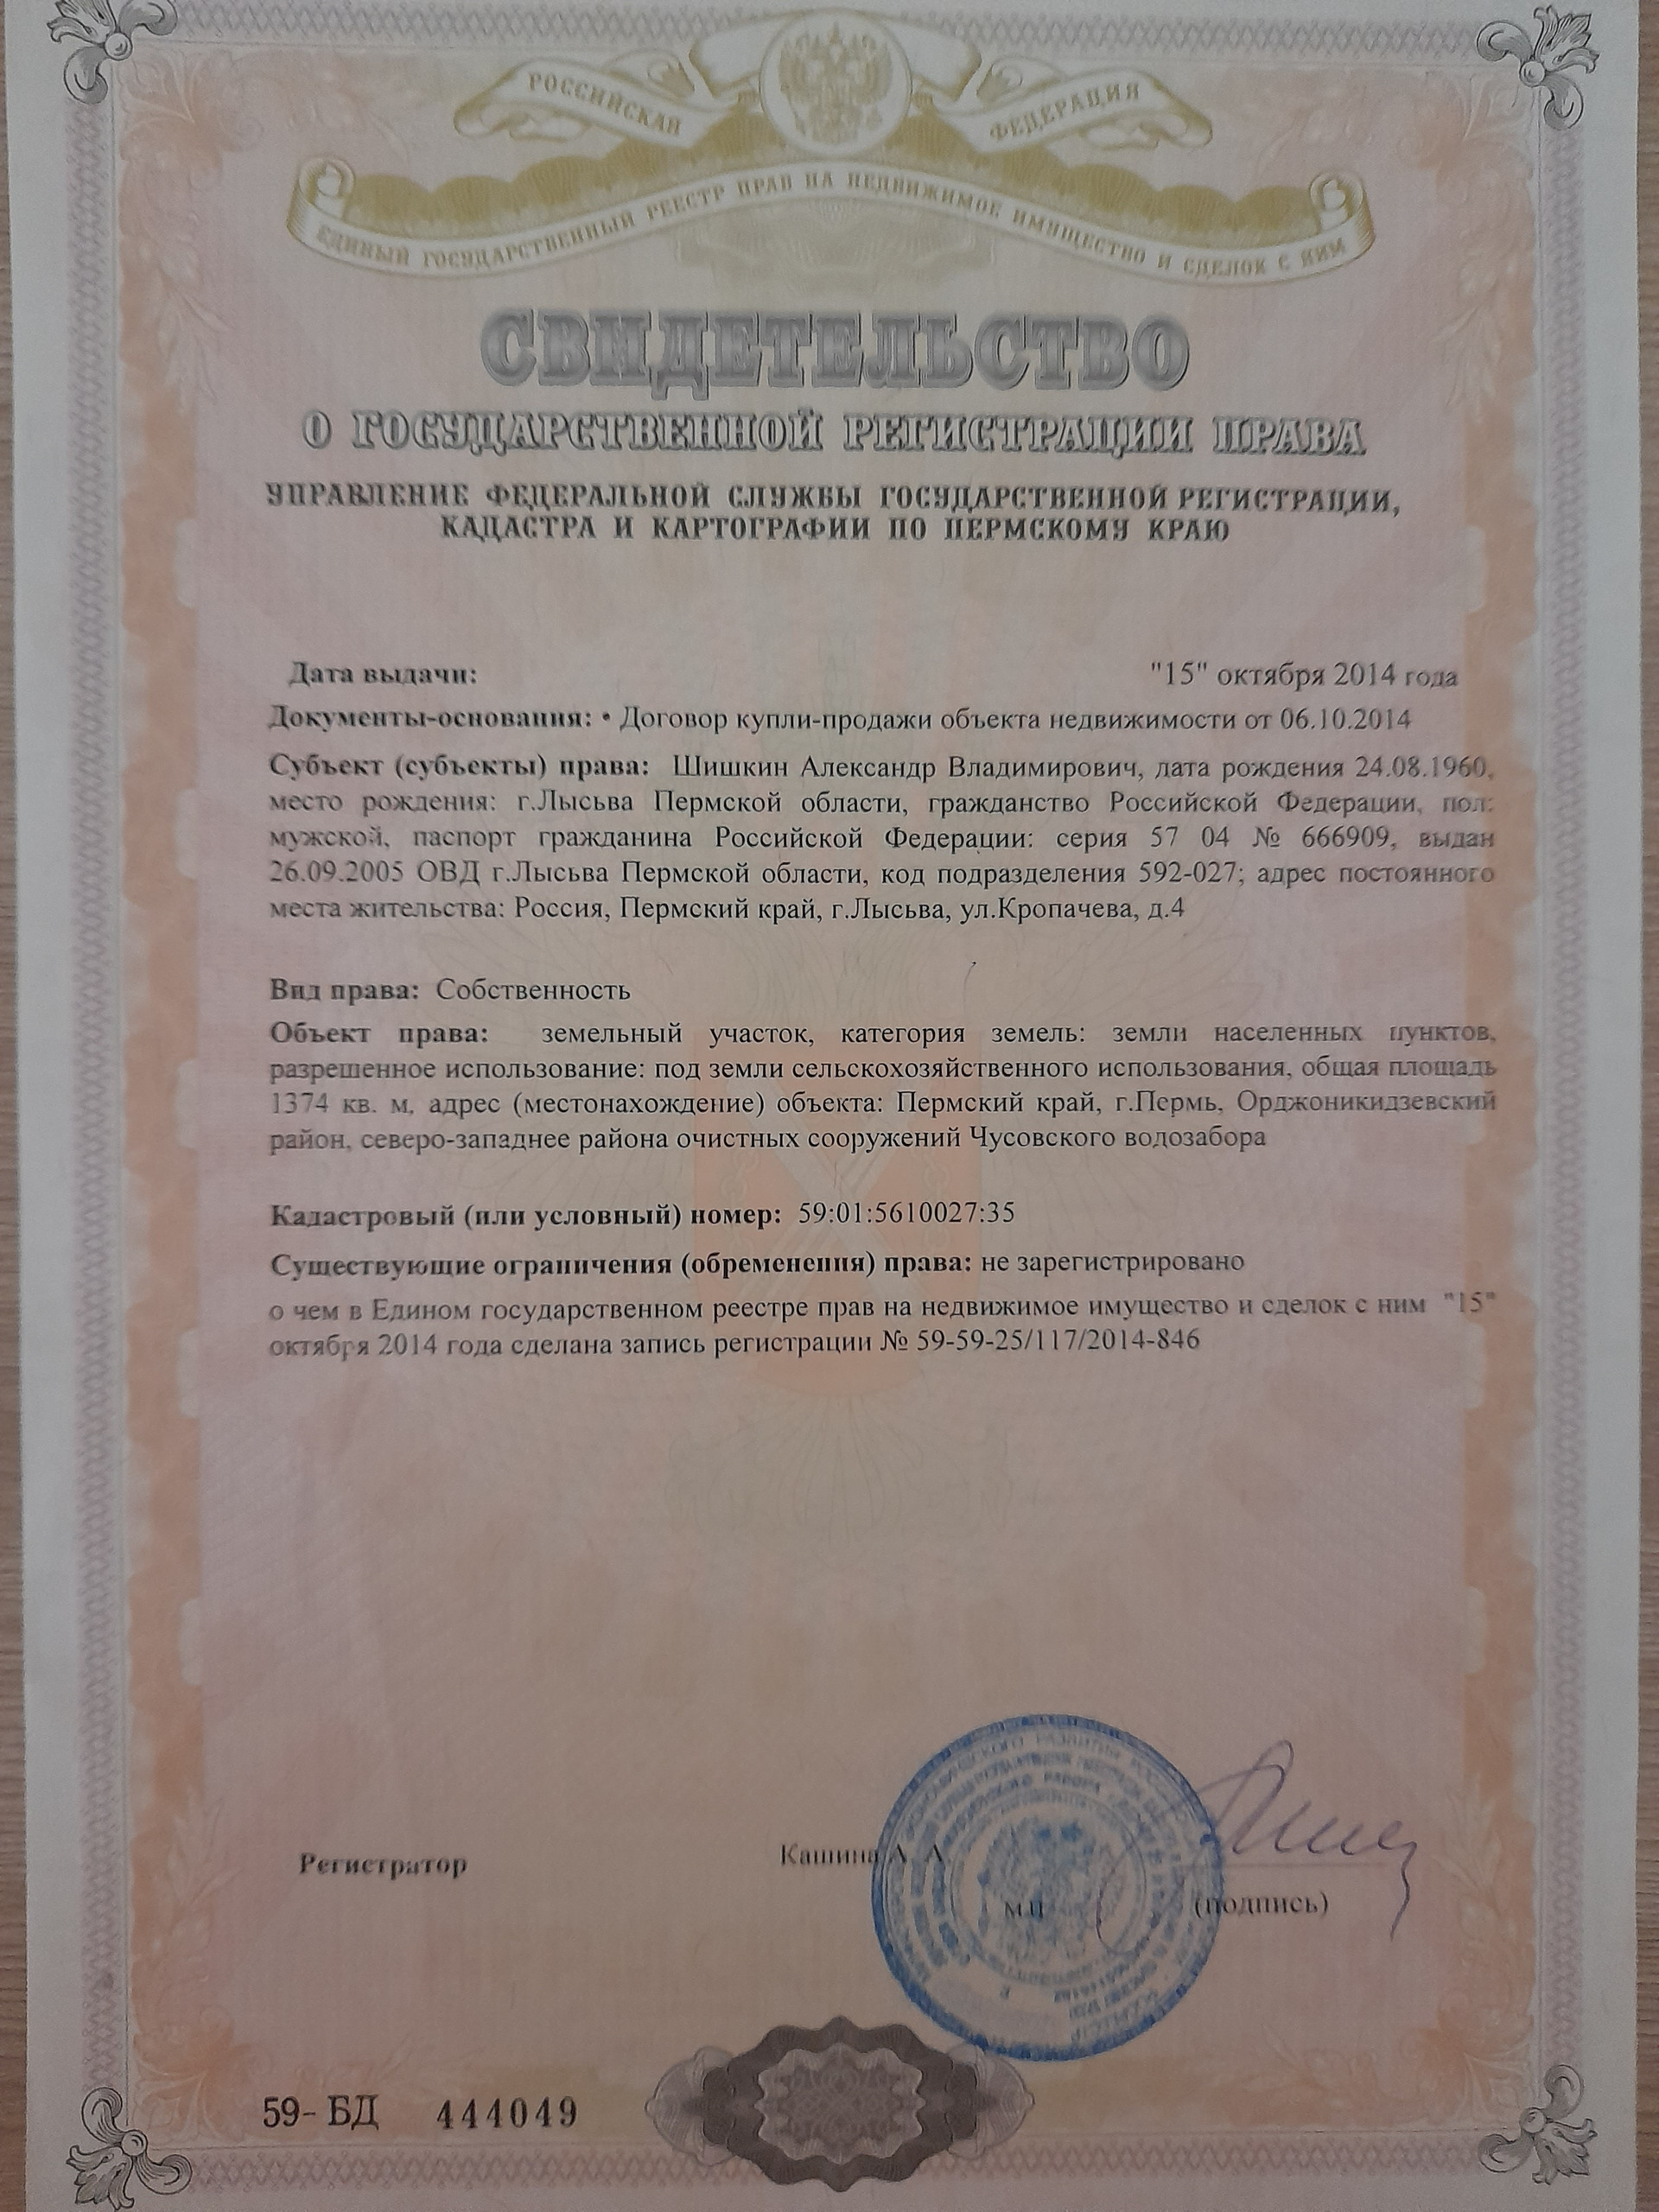 РОССИЙСКАЯ ФЕДЕРАЦИЯ
ЕДИНЫЙ ГОСУДАРСТВЕННЫЙ РЕЕСТР ПРАВ НА НЕДВИЖИМОЕ ИМУЩЕСТВО И СДЕЛОК С НИМ
СВИДЕТЕЛЬСТВО
О ГОСУДАРСТВЕННОЙ РЕГИСТРАЦИИ ПРАВА
УПРАВЛЕНИЕ ФЕДЕРАЛЬНОЙ СЛУЖБЫ ГОСУДАРСТВЕННОЙ РЕГИСТРАЦИИ,
КАДАСТРА И КАРТОГРАФИИ ПО ПЕРМСКОМУ КРАЮ
Дата выдачи: "15" октября 2014 года
Документы-основания: • Договор купли-продажи объекта недвижимости от 06.10.2014
Субъект (субъекты) права: Шишкин Александр Владимирович, дата рождения 24.08.1960,
место рождения: г.Лысьва Пермской области, гражданство Российской Федерации, пол:
мужской, паспорт гражданина Российской Федерации: серия 57 04 № 666909, выдан
26.09.2005 ОВД г.Лысьва Пермской области, код подразделения 592-027; адрес постоянного
места жительства: Россия, Пермский край, г.Лысьва, ул.Кропачева, д.4
Вид права: Собственность
Объект права: земельный участок, категория земель: земли населенных пунктов,
разрешенное использование: под земли сельскохозяйственного использования, общая площадь
1374 кв. м, адрес (местонахождение) объекта: Пермский край, г.Пермь, Орджоникидзевский
район, северо-западнее района очистных сооружений Чусовского водозабора
Кадастровый (или условный) номер: 59:01:5610027:35
Существующие ограничения (обременения) права: не зарегистрировано
о чем в Едином государственном реестре прав на недвижимое имущество и сделок с ним "15"
октября 2014 года сделана запись регистрации № 59-59-25/117/2014-846
Регистратор Кашина А. А.
м.п. (подпись)
59- БД 444049